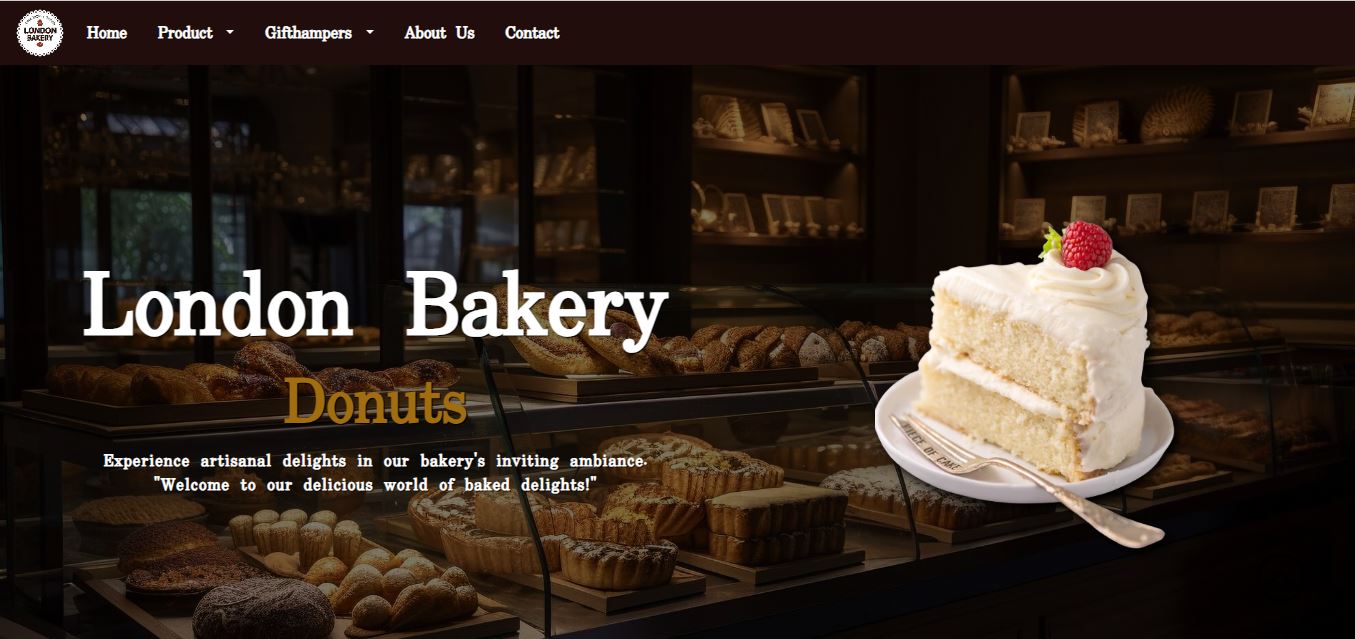 LONDON
BAKERY
Home Product Gifthampers About Us Contact
London Bakery
Donuts
Experience artisanal delights in our bakery's inviting ambiance.
"Welcome to our delicious world of baked delights!"
PIECE OF CAKE